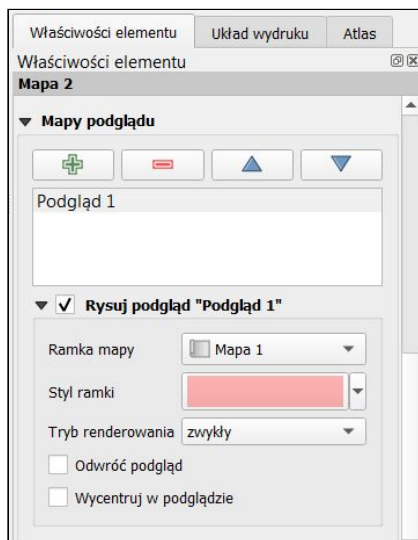 Właściwości elementu
Układ wydruku
Atlas
Właściwości elementu
Mapa 2
Mapy podglądu
Podgląd 1
Rysuj podgląd "Podgląd 1"
Ramka mapy
Mapa 1
Styl ramki
Tryb renderowania
zwykły
Odwróć podgląd
Wycentruj w podglądzie